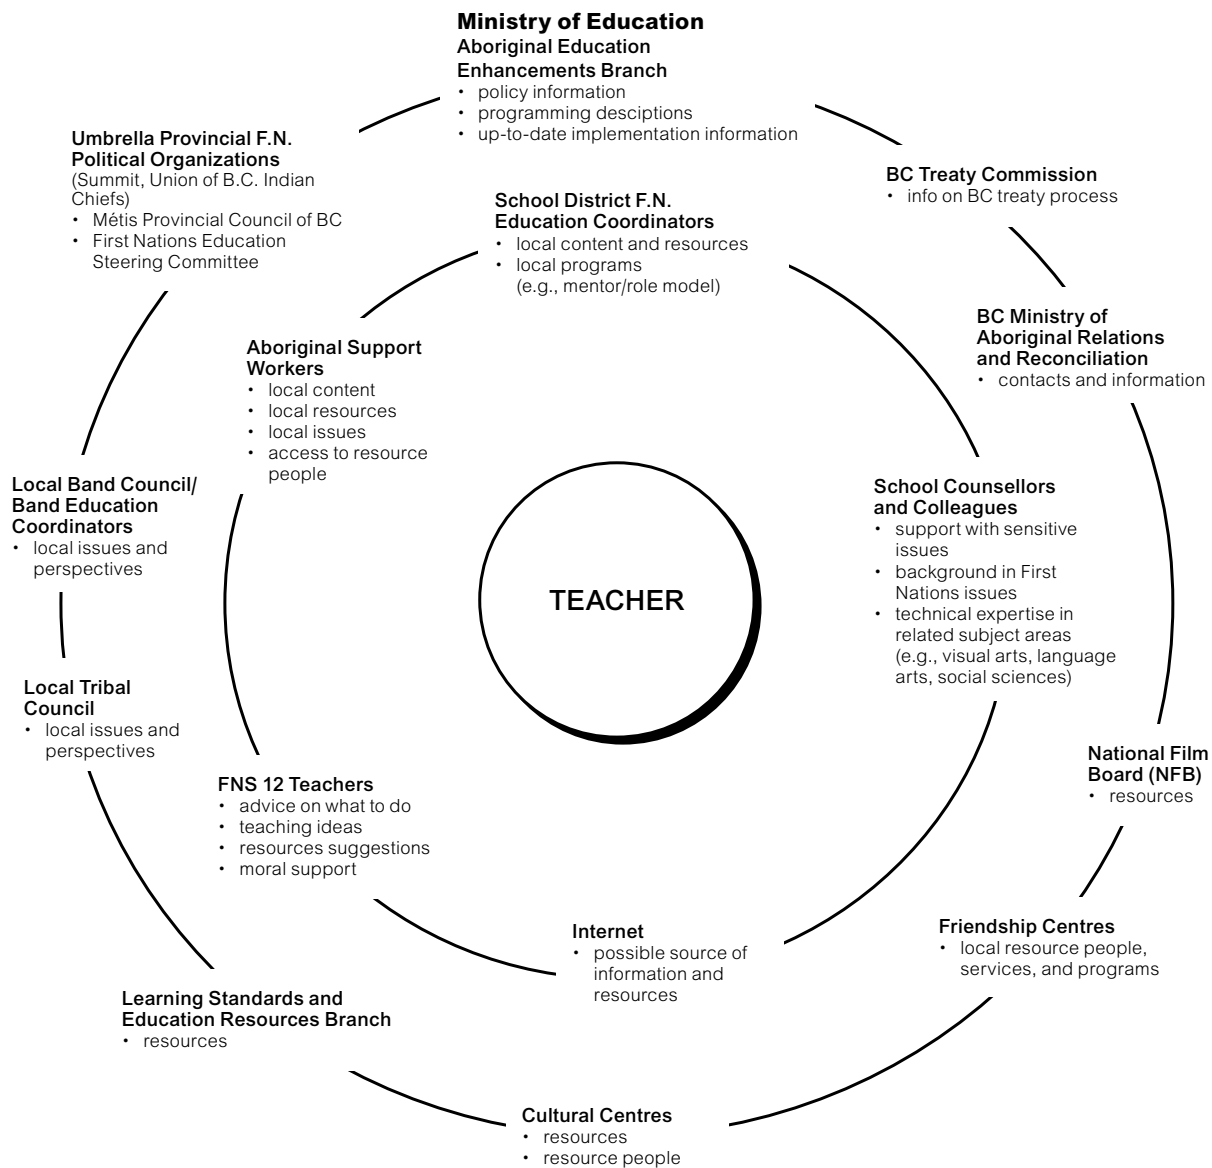 Ministry of Education
Aboriginal Education
Enhancements Branch
• policy information
• programming desciptions
• up-to-date implementation information
Umbrella Provincial F.N.
Political Organizations
(Summit, Union of B.C. Indian
Chiefs)
• Métis Provincial Council of BC
• First Nations Education
Steering Committee
BC Treaty Commission
• info on BC treaty process
School District F.N.
Education Coordinators
• local content and resources
• local programs
(e.g., mentor/role model)
BC Ministry of
Aboriginal Relations
and Reconciliation
• contacts and information
Aboriginal Support
Workers
• local content
• local resources
• local issues
• access to resource
people
Local Band Council/
Band Education
Coordinators
• local issues and
perspectives
School Counsellors
and Colleagues
• support with sensitive
issues
• background in First
Nations issues
• technical expertise in
related subject areas
(e.g., visual arts, language
arts, social sciences)
TEACHER
Local Tribal
Council
• local issues and
perspectives
National Film
Board (NFB)
• resources
FNS 12 Teachers
• advice on what to do
• teaching ideas
• resources suggestions
• moral support
Internet
• possible source of
information and
resources
Friendship Centres
• local resource people,
services, and programs
Learning Standards and
Education Resources Branch
• resources
Cultural Centres
• resources
• resource people